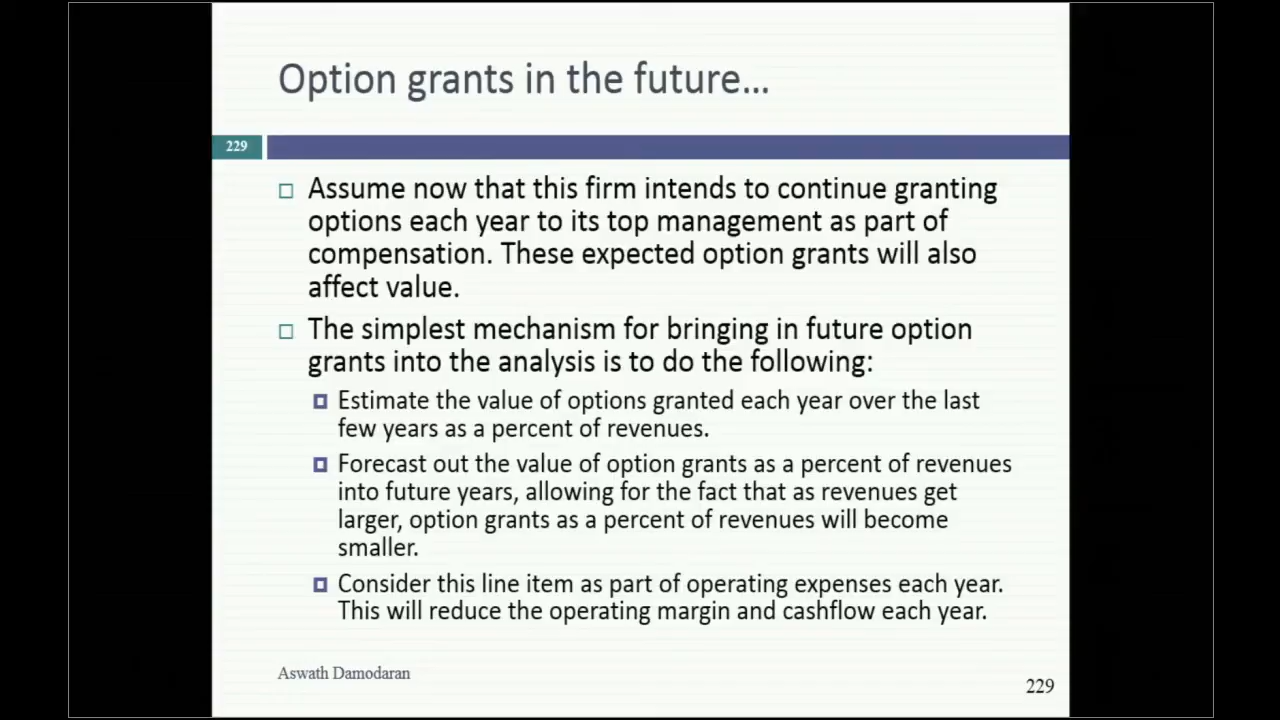 Option grants in the future...
229
Assume now that this firm intends to continue granting
options each year to its top management as part of
compensation. These expected option grants will also
affect value.
The simplest mechanism for bringing in future option
grants into the analysis is to do the following:
Estimate the value of options granted each year over the last
few years as a percent of revenues.
Forecast out the value of option grants as a percent of revenues
into future years, allowing for the fact that as revenues get
larger, option grants as a percent of revenues will become
smaller.
Consider this line item as part of operating expenses each year.
This will reduce the operating margin and cashflow each year.
Aswath Damodaran
229